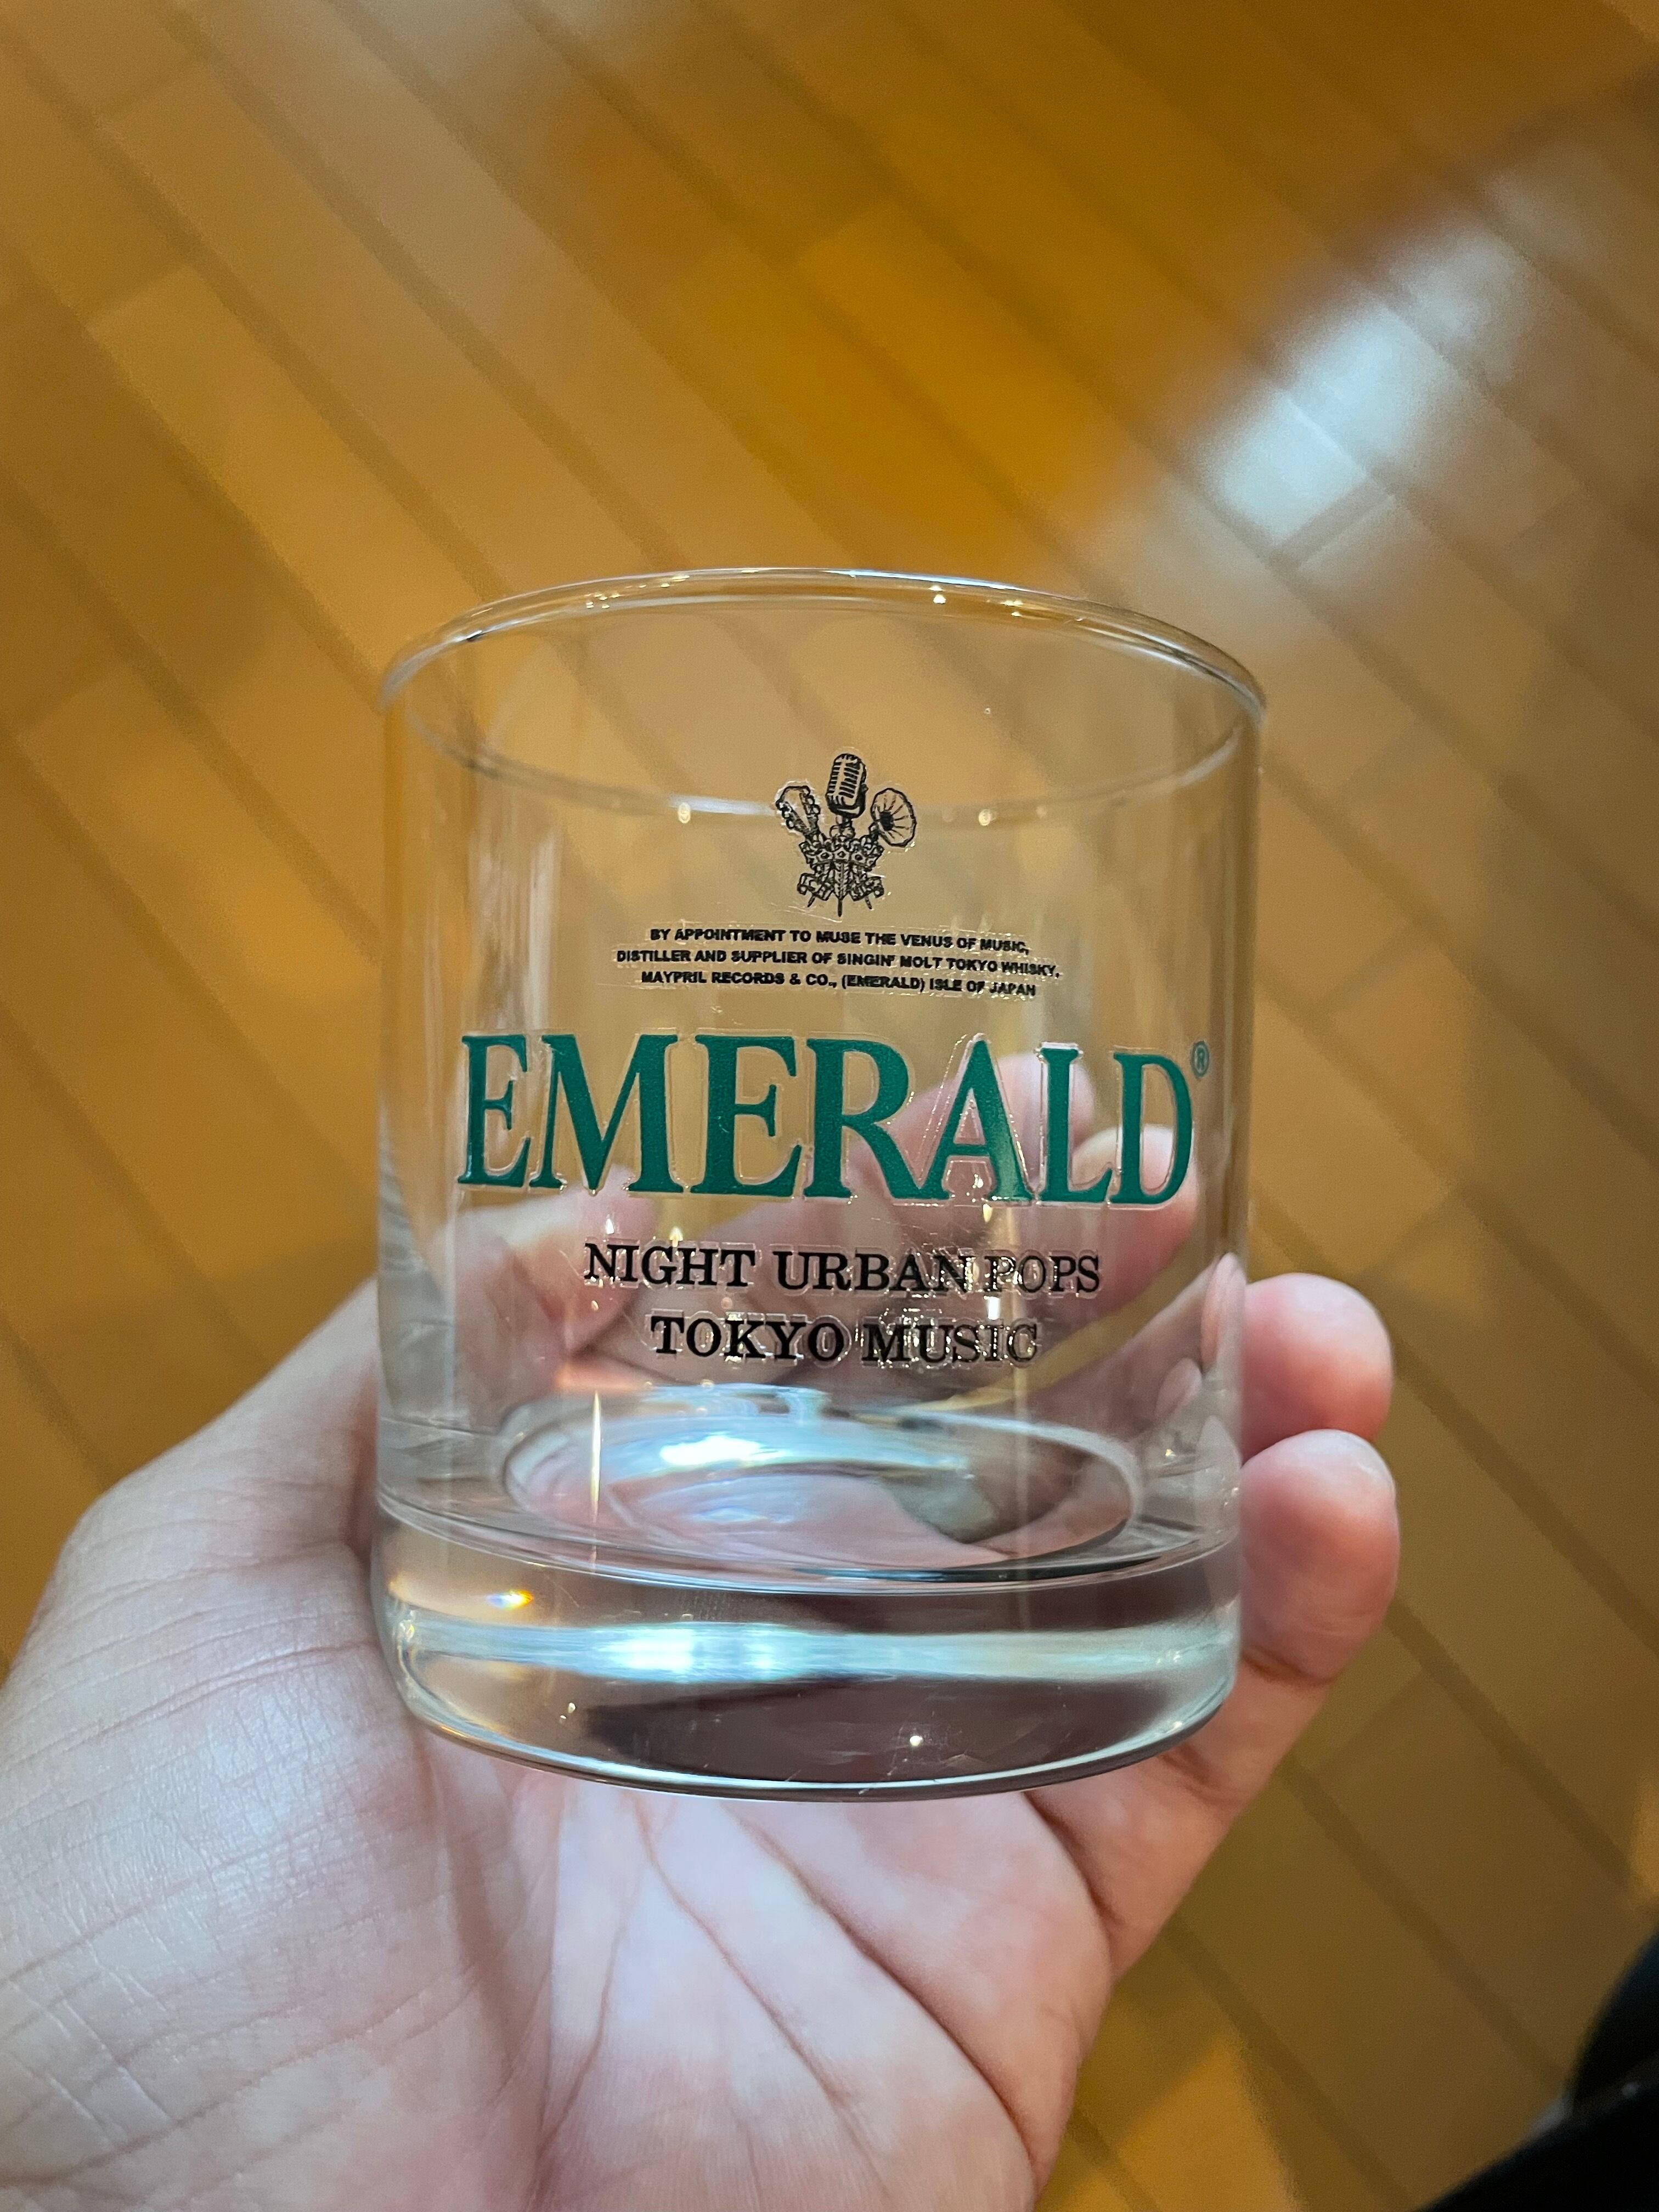 BY APPOINTMENT TO MUSE THE VENUS OF MUSIC,
DISTILLER AND SUPPLIER OF SINGIN' MOLT TOKYO WHISKY,
MAYPRIL RECORDS & CO., (EMERALD) ISLE OF JAPAN
EMERALD®
NIGHT URBAN POPS
TOKYO MUSIC